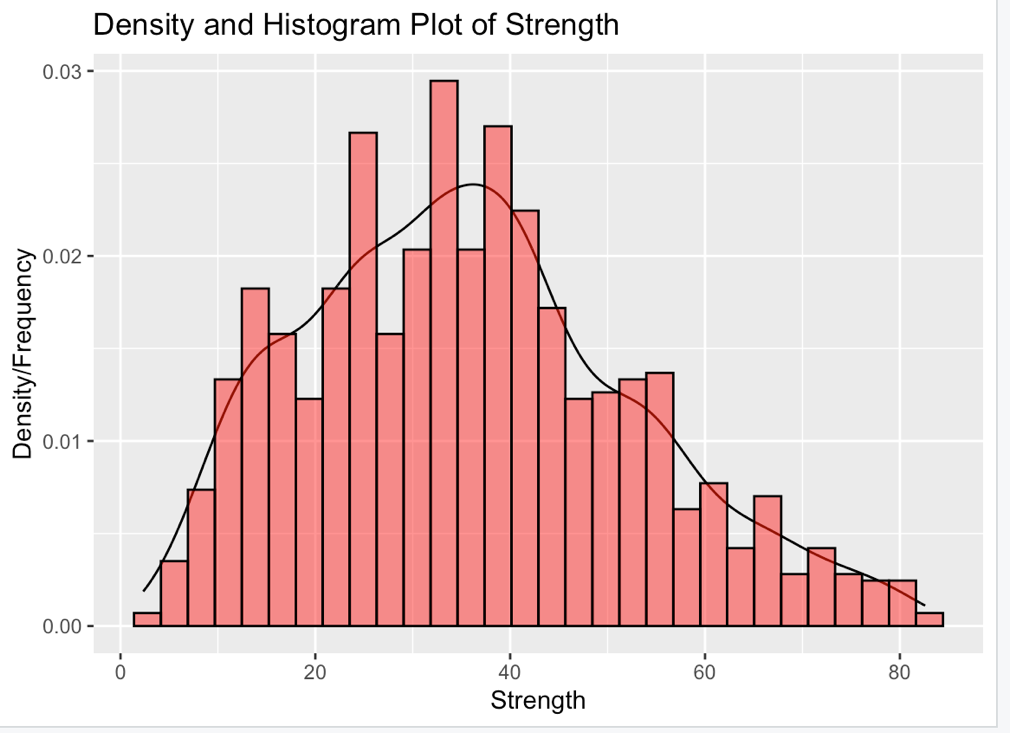 Density and Histogram Plot of Strength
Density/Frequency
0.03
0.02
0.01
0.00
0 20 40 60 80
Strength